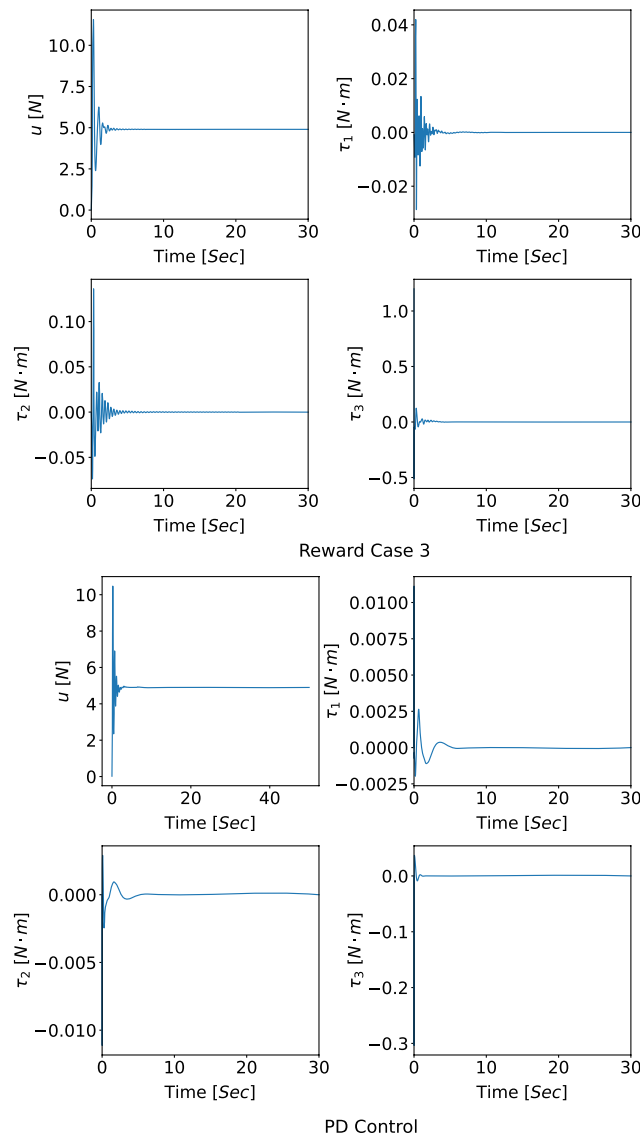 10.0
7.5
5.0
2.5
0.0
u [N]
0 10 20 30
Time [Sec]
0.04
0.02
0.00
−0.02
τ1 [N·m]
0 10 20 30
Time [Sec]
0.10
0.05
0.00
−0.05
τ2 [N·m]
0 10 20 30
Time [Sec]
1.0
0.5
0.0
−0.5
τ3 [N·m]
0 10 20 30
Time [Sec]
Reward Case 3
10
8
6
4
2
0
u [N]
0 20 40
Time [Sec]
0.0100
0.0075
0.0050
0.0025
0.0000
−0.0025
τ1 [N·m]
0 10 20 30
Time [Sec]
0.000
−0.005
−0.010
τ2 [N·m]
0 10 20 30
Time [Sec]
0.0
−0.1
−0.2
−0.3
τ3 [N·m]
0 10 20 30
Time [Sec]
PD Control